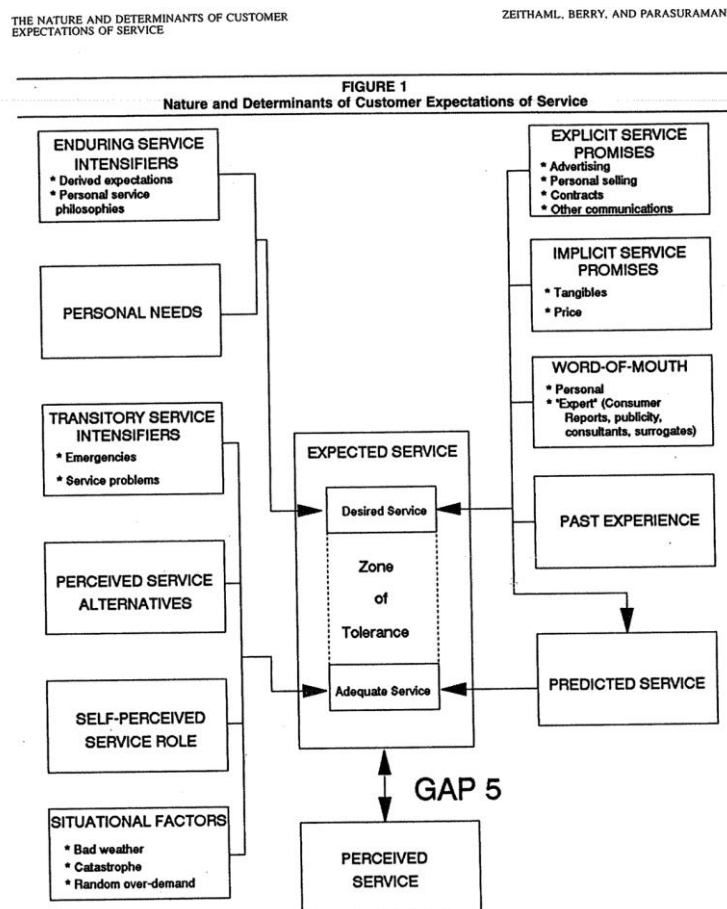 THE NATURE AND DETERMINANTS OF CUSTOMER
EXPECTATIONS OF SERVICE
ZEITHAML, BERRY, AND PARASURAMAN
FIGURE 1
Nature and Determinants of Customer Expectations of Service
ENDURING SERVICE
INTENSIFIERS
* Derived expectations
* Personal service
philosophies
PERSONAL NEEDS
TRANSITORY SERVICE
INTENSIFIERS
* Emergencies
* Service problems
PERCEIVED SERVICE
ALTERNATIVES
SELF-PERCEIVED
SERVICE ROLE
SITUATIONAL FACTORS
* Bad weather
* Catastrophe
* Random over-demand
EXPECTED SERVICE
Desired Service
Zone
of
Tolerance
Adequate Service
GAP 5
PERCEIVED
SERVICE
EXPLICIT SERVICE
PROMISES
* Advertising
* Personal selling
* Contracts
* Other communications
IMPLICIT SERVICE
PROMISES
* Tangibles
* Price
WORD-OF-MOUTH
* Personal
* "Expert" (Consumer
Reports, publicity,
consultants, surrogates)
PAST EXPERIENCE
PREDICTED SERVICE